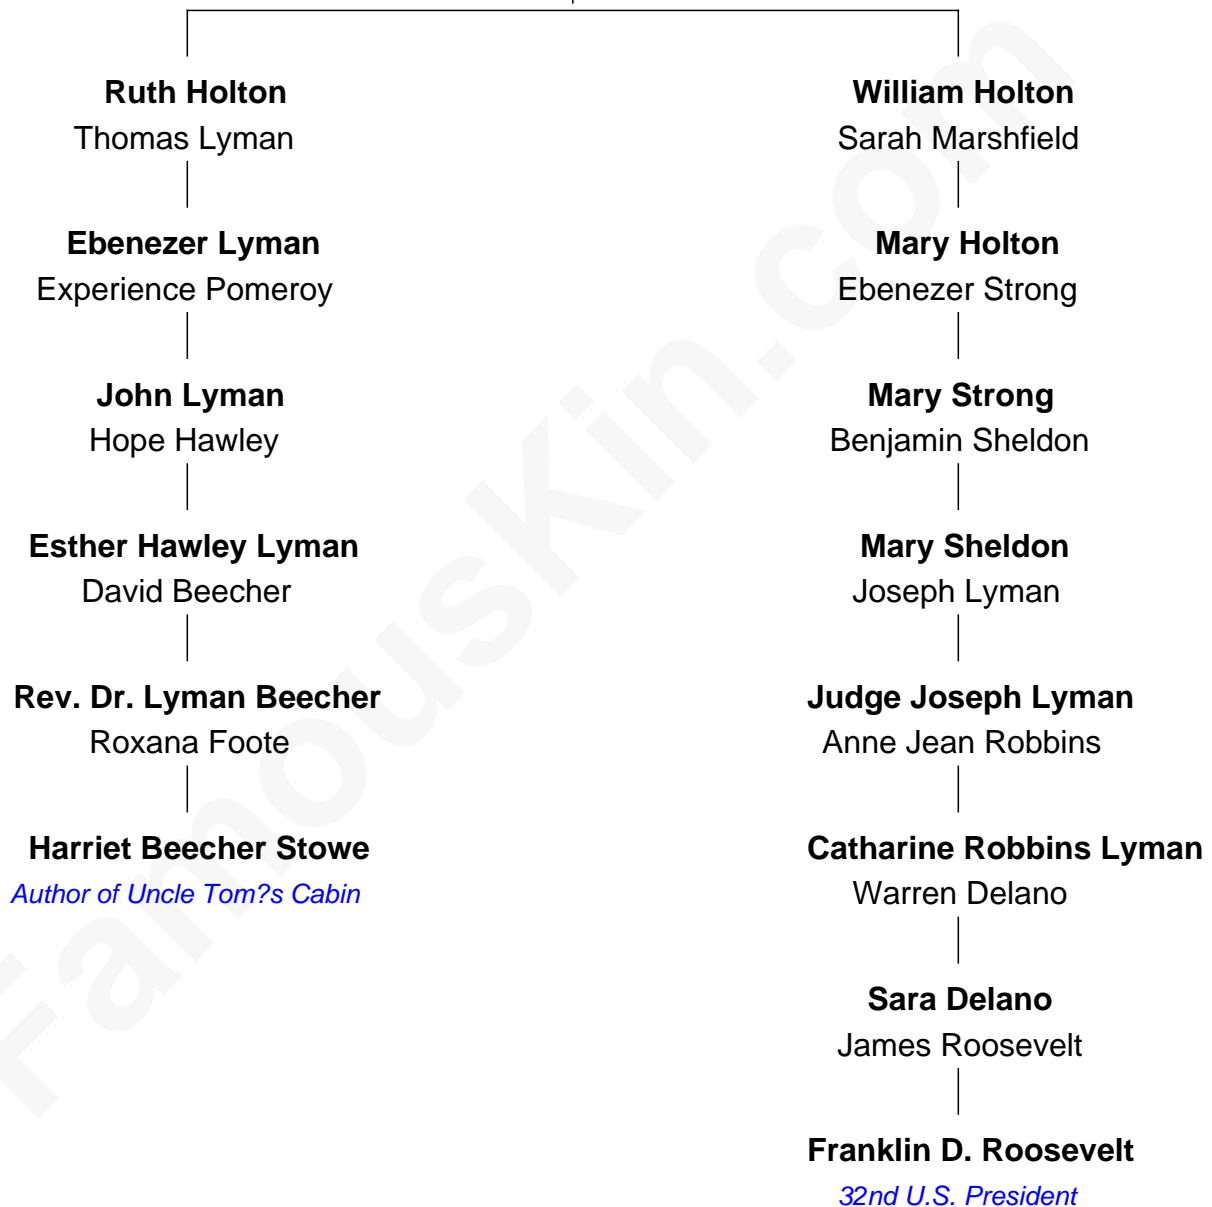 Ruth Holton
Thomas Lyman
Ebenezer Lyman
Experience Pomeroy
John Lyman
Hope Hawley
Esther Hawley Lyman
David Beecher
Rev. Dr. Lyman Beecher
Roxana Foote
Harriet Beecher Stowe
Author of Uncle Tom?s Cabin
William Holton
Sarah Marshfield
Mary Holton
Ebenezer Strong
Mary Strong
Benjamin Sheldon
Mary Sheldon
Joseph Lyman
Judge Joseph Lyman
Anne Jean Robbins
Catharine Robbins Lyman
Warren Delano
Sara Delano
James Roosevelt
Franklin D. Roosevelt
32nd U.S. President
FamousKin.com